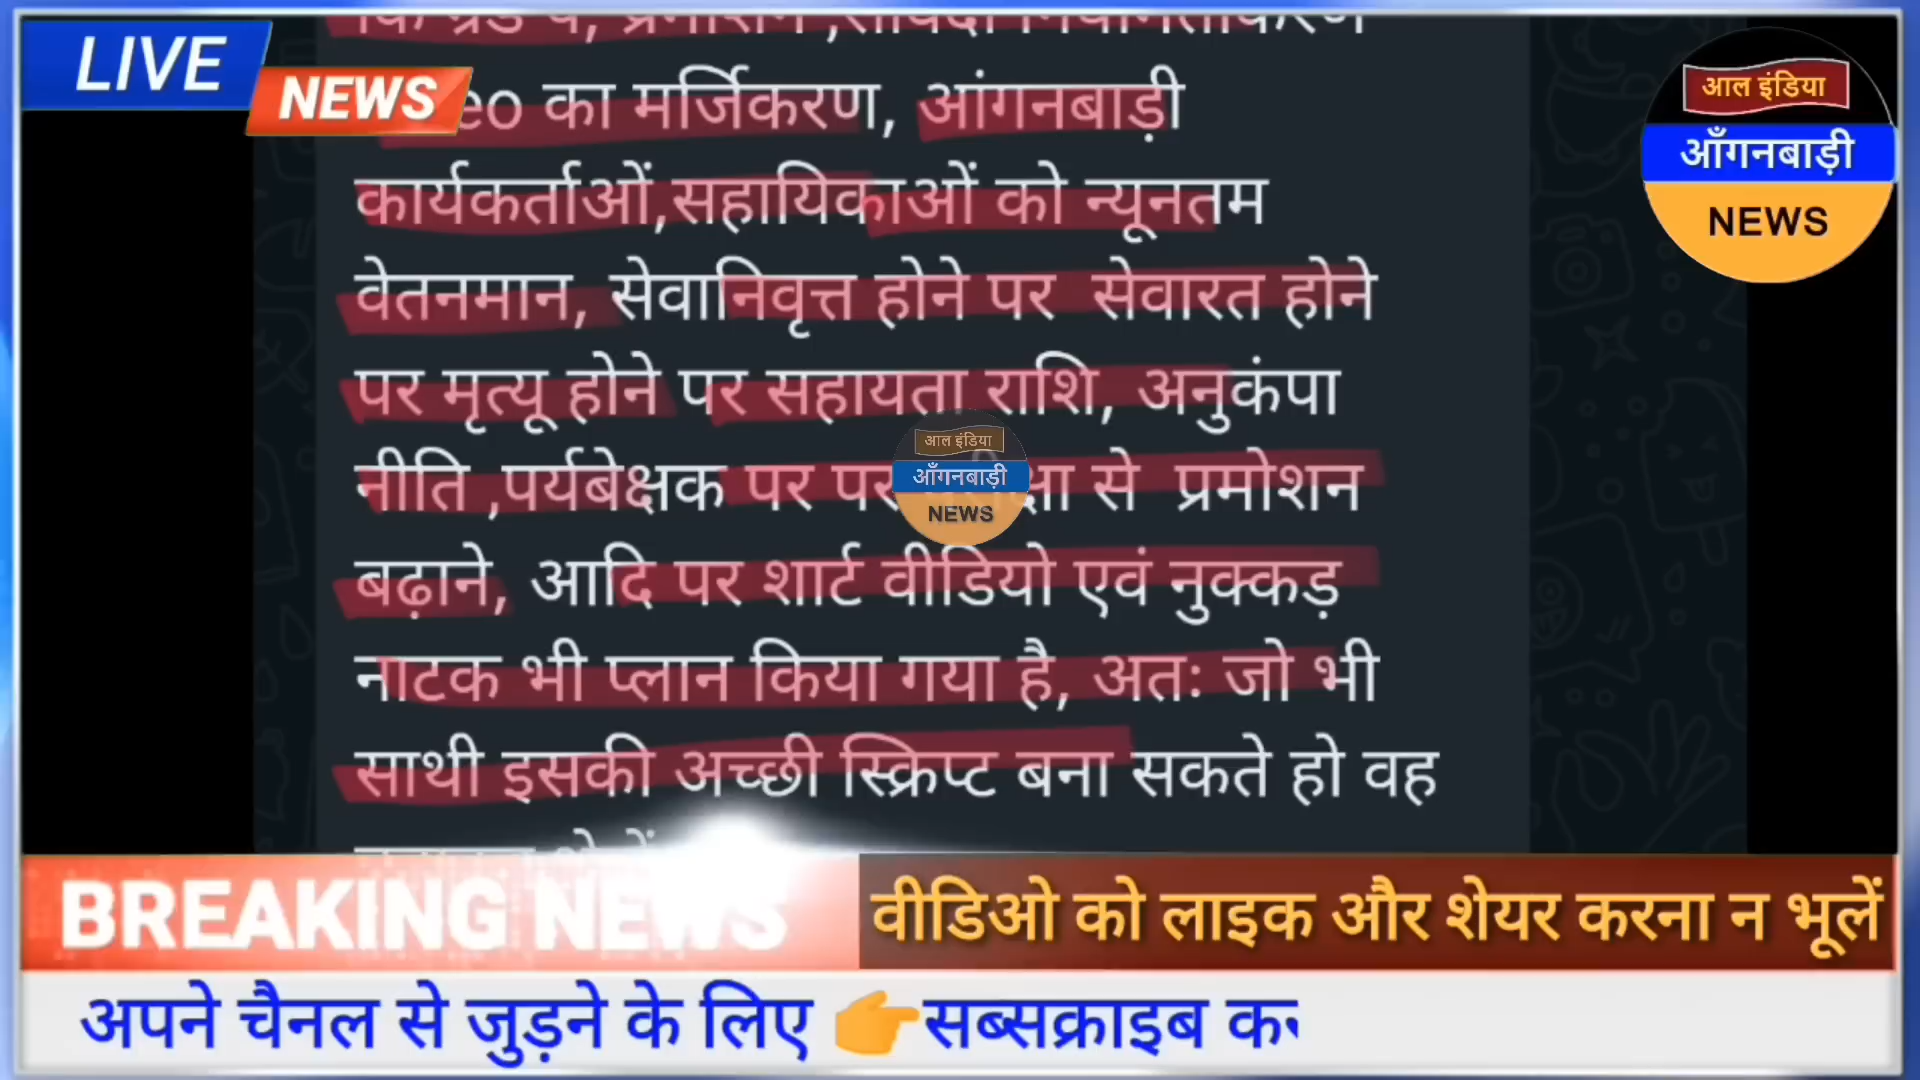 LIVE
NEWS
आल इंडिया
आँगनबाड़ी
NEWS
eo का मर्जिकरण, आंगनबाड़ी
कार्यकर्ताओं,सहायिकाओं को न्यूनतम
वेतनमान, सेवानिवृत्त होने पर सेवारत होने
पर मृत्यू होने पर सहायता राशि, अनुकंपा
नीति ,पर्यबेक्षक पर से प्रमोशन
बढ़ाने, आदि पर शार्ट वीडियो एवं नुक्कड़
नाटक भी प्लान किया गया है, अतः जो भी
साथी इसकी अच्छी स्क्रिप्ट बना सकते हो वह
आल इंडिया
आँगनबाड़ी
NEWS
BREAKING NEWS
वीडिओ को लाइक और शेयर करना न भूलें
अपने चैनल से जुड़ने के लिए 👉सब्सक्राइब